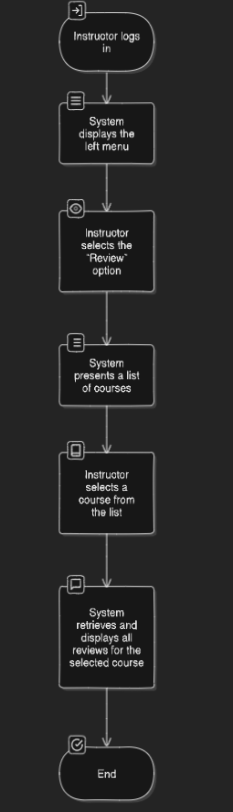 Instructor logs
in
System
displays the
left menu
Instructor
selects the
"Review"
option
System
presents a list
of courses
Instructor
selects a
course from
the list
System
retrieves and
displays all
reviews for the
selected course
End